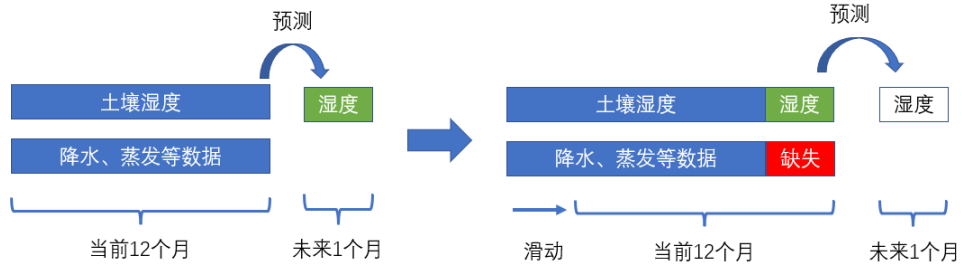 预测
土壤湿度
湿度
降水、蒸发等数据
当前12个月
未来1个月
预测
土壤湿度
湿度
湿度
降水、蒸发等数据
缺失
滑动
当前12个月
未来1个月